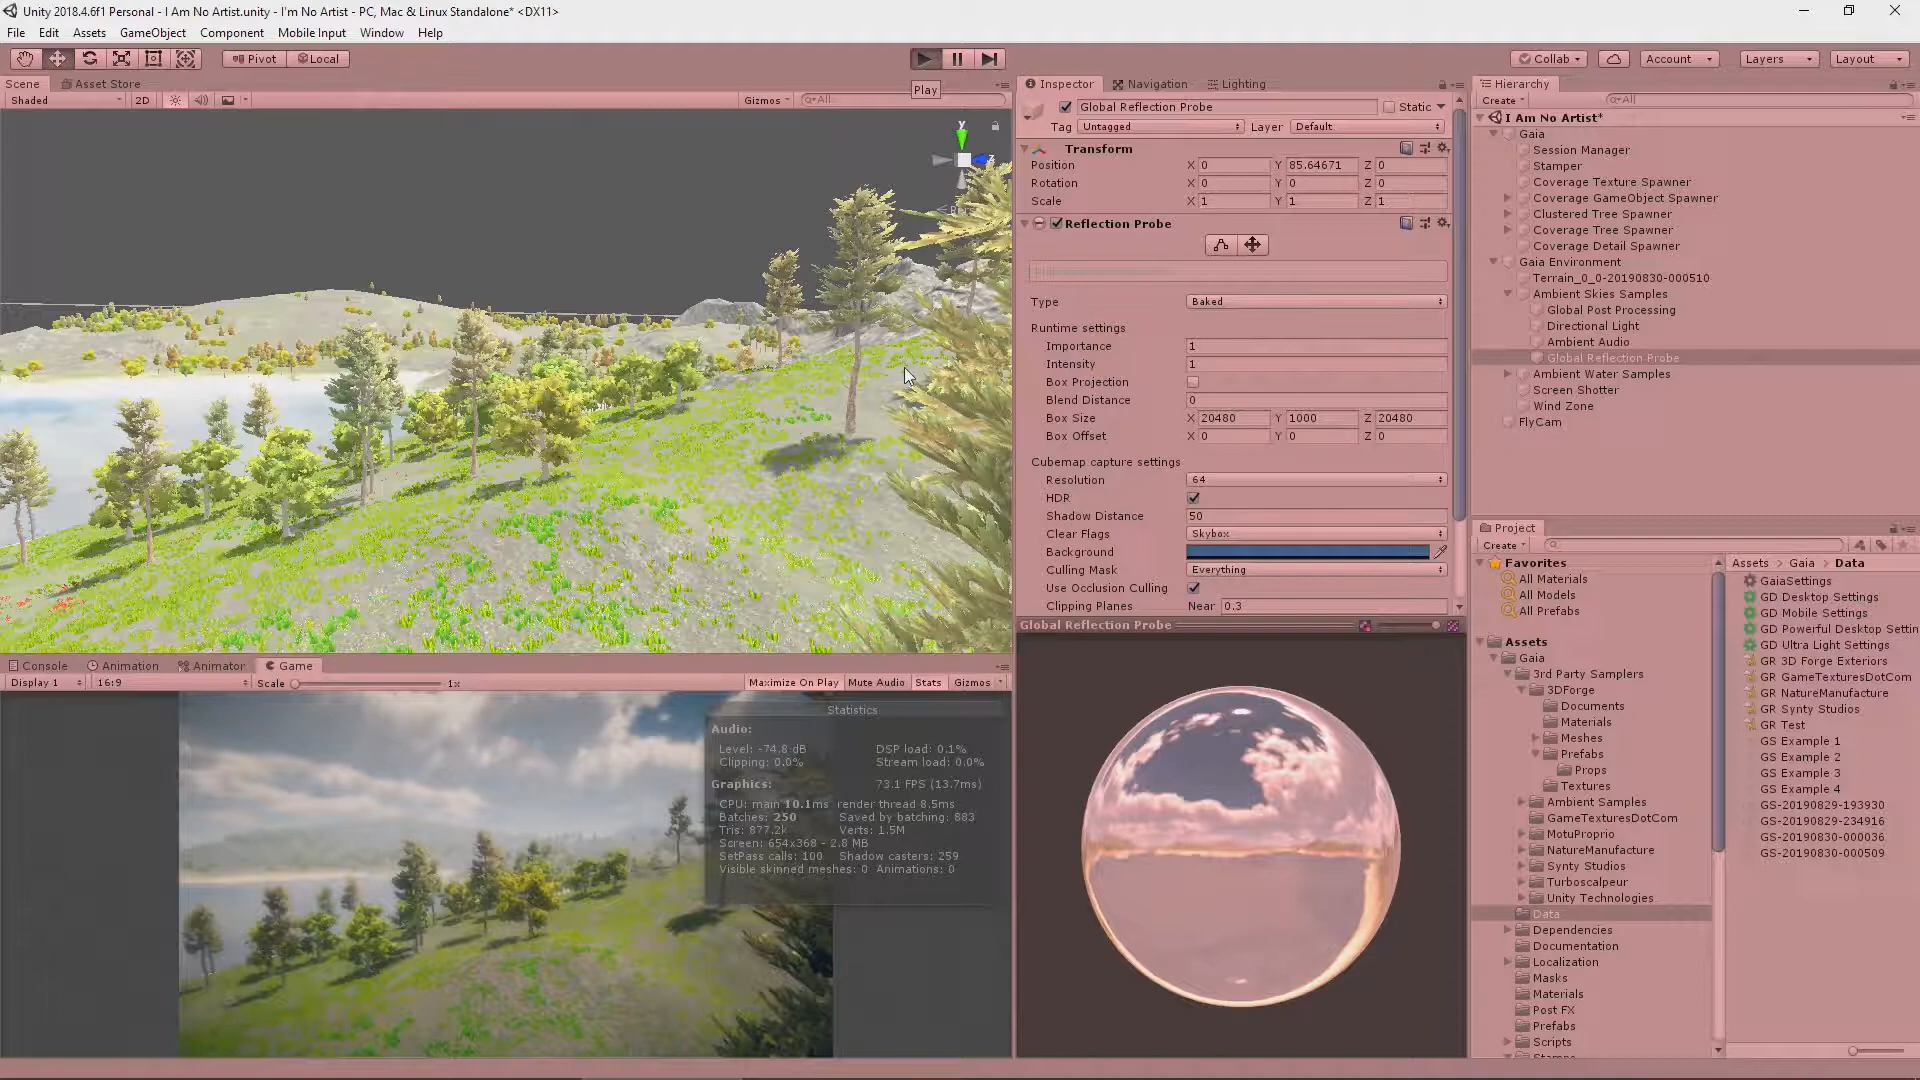 Unity 2018.4.6f1 Personal - I Am No Artist.unity - I'm No Artist - PC, Mac & Linux Standalone* <DX11>
File Edit Assets GameObject Component Mobile Input Window Help
Pivot Local
Collab Account Layers Layout
Scene Asset Store
Play
Shaded 2D Gizmos All
y
z
Inspector Navigation Lighting
Global Reflection Probe Static
Tag Untagged Layer Default
Transform
Position X 0 Y 85.64671 Z 0
Rotation X 0 Y 0 Z 0
Scale X 1 Y 1 Z 1
Reflection Probe
Type Baked
Runtime settings
Importance 1
Intensity 1
Box Projection
Blend Distance 0
Box Size X 20480 Y 1000 Z 20480
Box Offset X 0 Y 0 Z 0
Cubemap capture settings
Resolution 64
HDR
Shadow Distance 50
Clear Flags Skybox
Background
Culling Mask Everything
Use Occlusion Culling
Clipping Planes Near 0.3
Global Reflection Probe
Hierarchy
Create All
I Am No Artist*
Gaia
Session Manager
Stamper
Coverage Texture Spawner
Coverage GameObject Spawner
Clustered Tree Spawner
Coverage Tree Spawner
Coverage Detail Spawner
Gaia Environment
Terrain_0_0-20190830-000510
Ambient Skies Samples
Global Post Processing
Directional Light
Ambient Audio
Global Reflection Probe
Ambient Water Samples
Screen Shotter
Wind Zone
FlyCam
Project
Create
Favorites
All Materials
All Models
All Prefabs
Assets
Gaia
3rd Party Samplers
3DForge
Documents
Materials
Meshes
Prefabs
Props
Textures
Ambient Samples
GameTexturesDotCom
MotuProprio
NatureManufacture
Synty Studios
Turboscalpeur
Unity Technologies
Data
Dependencies
Documentation
Localization
Masks
Materials
Post FX
Prefabs
Scripts
Assets > Gaia > Data
GaiaSettings
GD Desktop Settings
GD Mobile Settings
GD Powerful Desktop Settin
GD Ultra Light Settings
GR 3D Forge Exteriors
GR GameTexturesDotCom
GR NatureManufacture
GR Synty Studios
GR Test
GS Example 1
GS Example 2
GS Example 3
GS Example 4
GS-20190829-193930
GS-20190829-234916
GS-20190830-000036
GS-20190830-000509
Console Animation Animator Game
Display 1 16:9 Scale 1x Maximize On Play Mute Audio Stats Gizmos
Statistics
Audio:
Level: -74.8 dB DSP load: 0.1%
Clipping: 0.0% Stream load: 0.0%
Graphics: 73.1 FPS (13.7ms)
CPU: main 10.1ms render thread 8.5ms
Batches: 250 Saved by batching: 883
Tris: 877.2k Verts: 1.5M
Screen: 654x368 - 2.8 MB
SetPass calls: 100 Shadow casters: 259
Visible skinned meshes: 0 Animations: 0